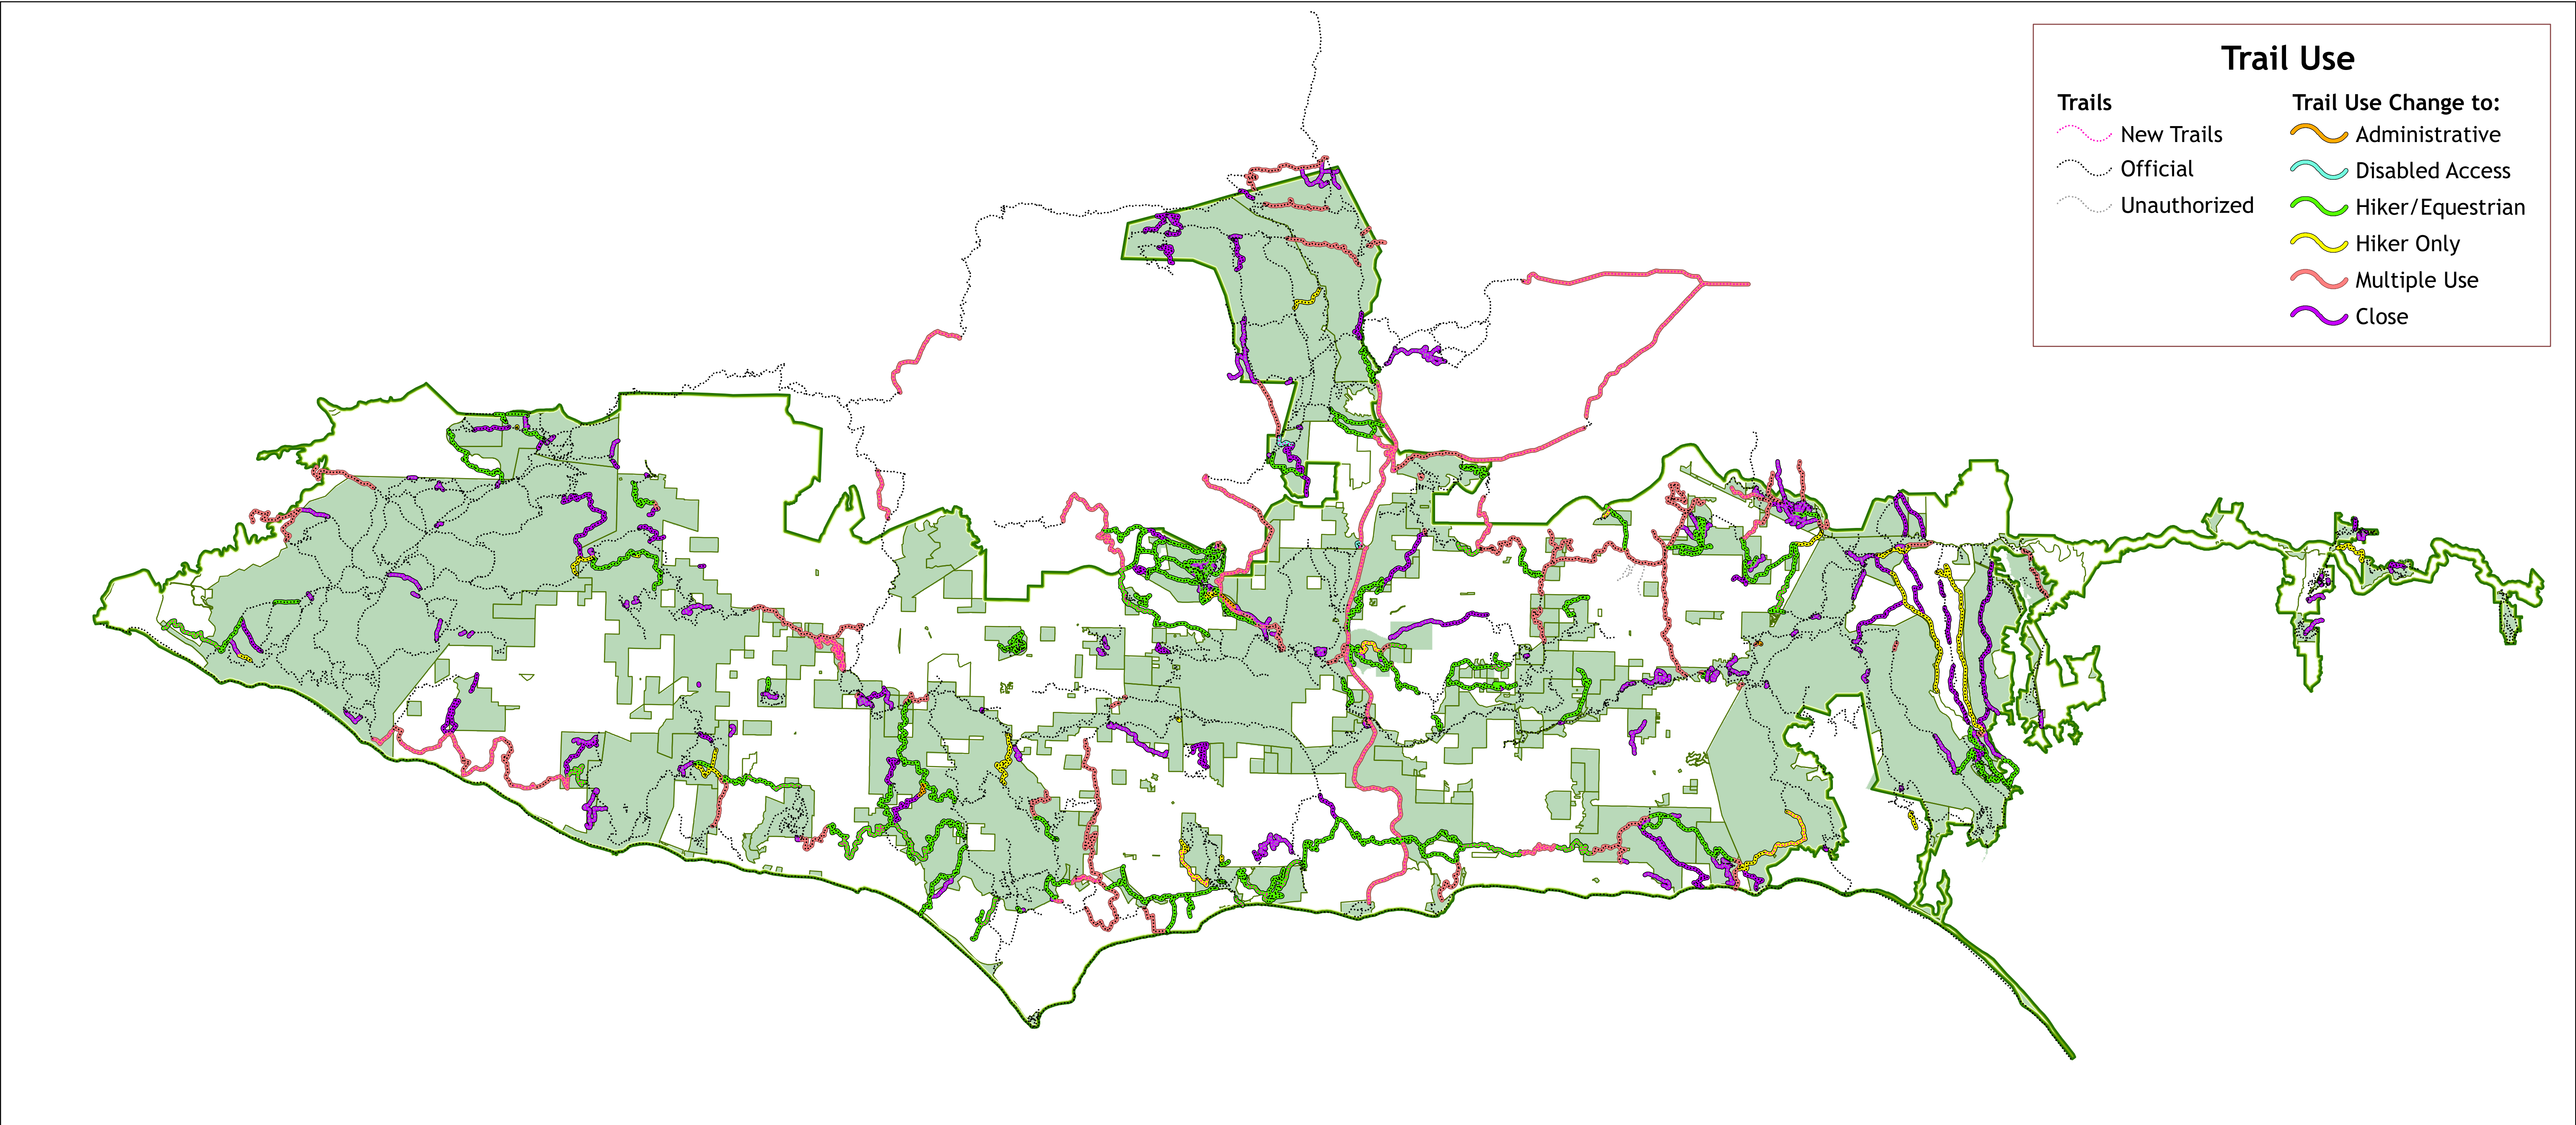 Trail Use
Trails
New Trails
Official
Unauthorized
Trail Use Change to:
Administrative
Disabled Access
Hiker/Equestrian
Hiker Only
Multiple Use
Close